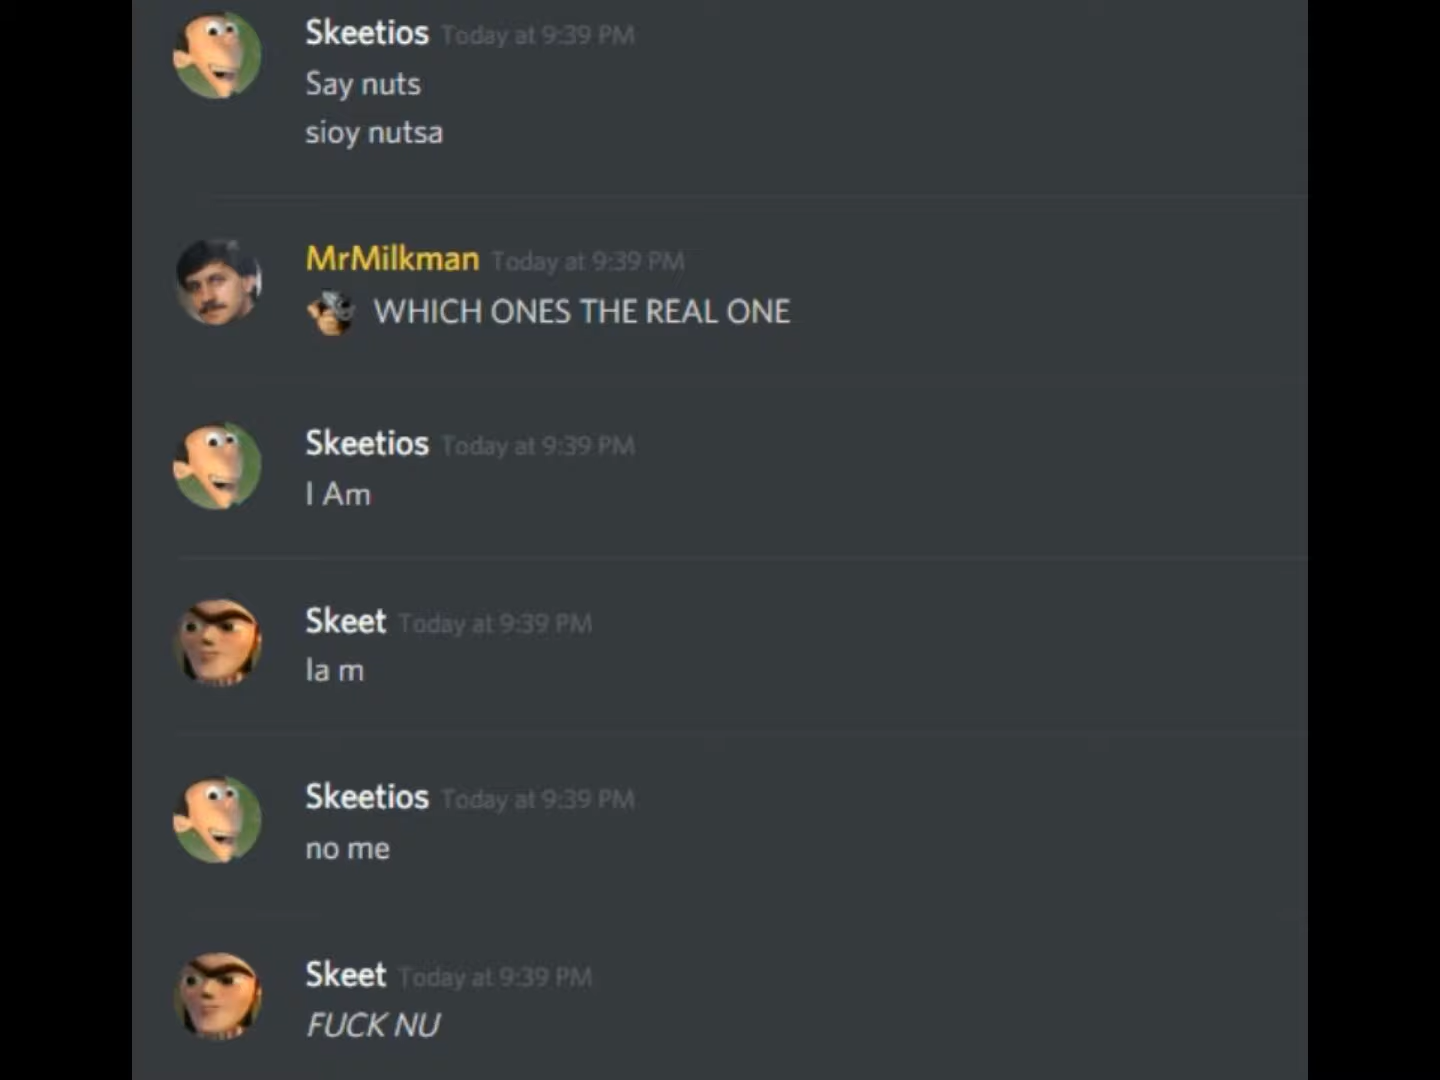 Skeetios Today at 9:39 PM
Say nuts
sioy nutsa
MrMilkman Today at 9:39 PM
WHICH ONES THE REAL ONE
Skeetios Today at 9:39 PM
I Am
Skeet Today at 9:39 PM
Ia m
Skeetios Today at 9:39 PM
no me
Skeet Today at 9:39 PM
FUCK NU